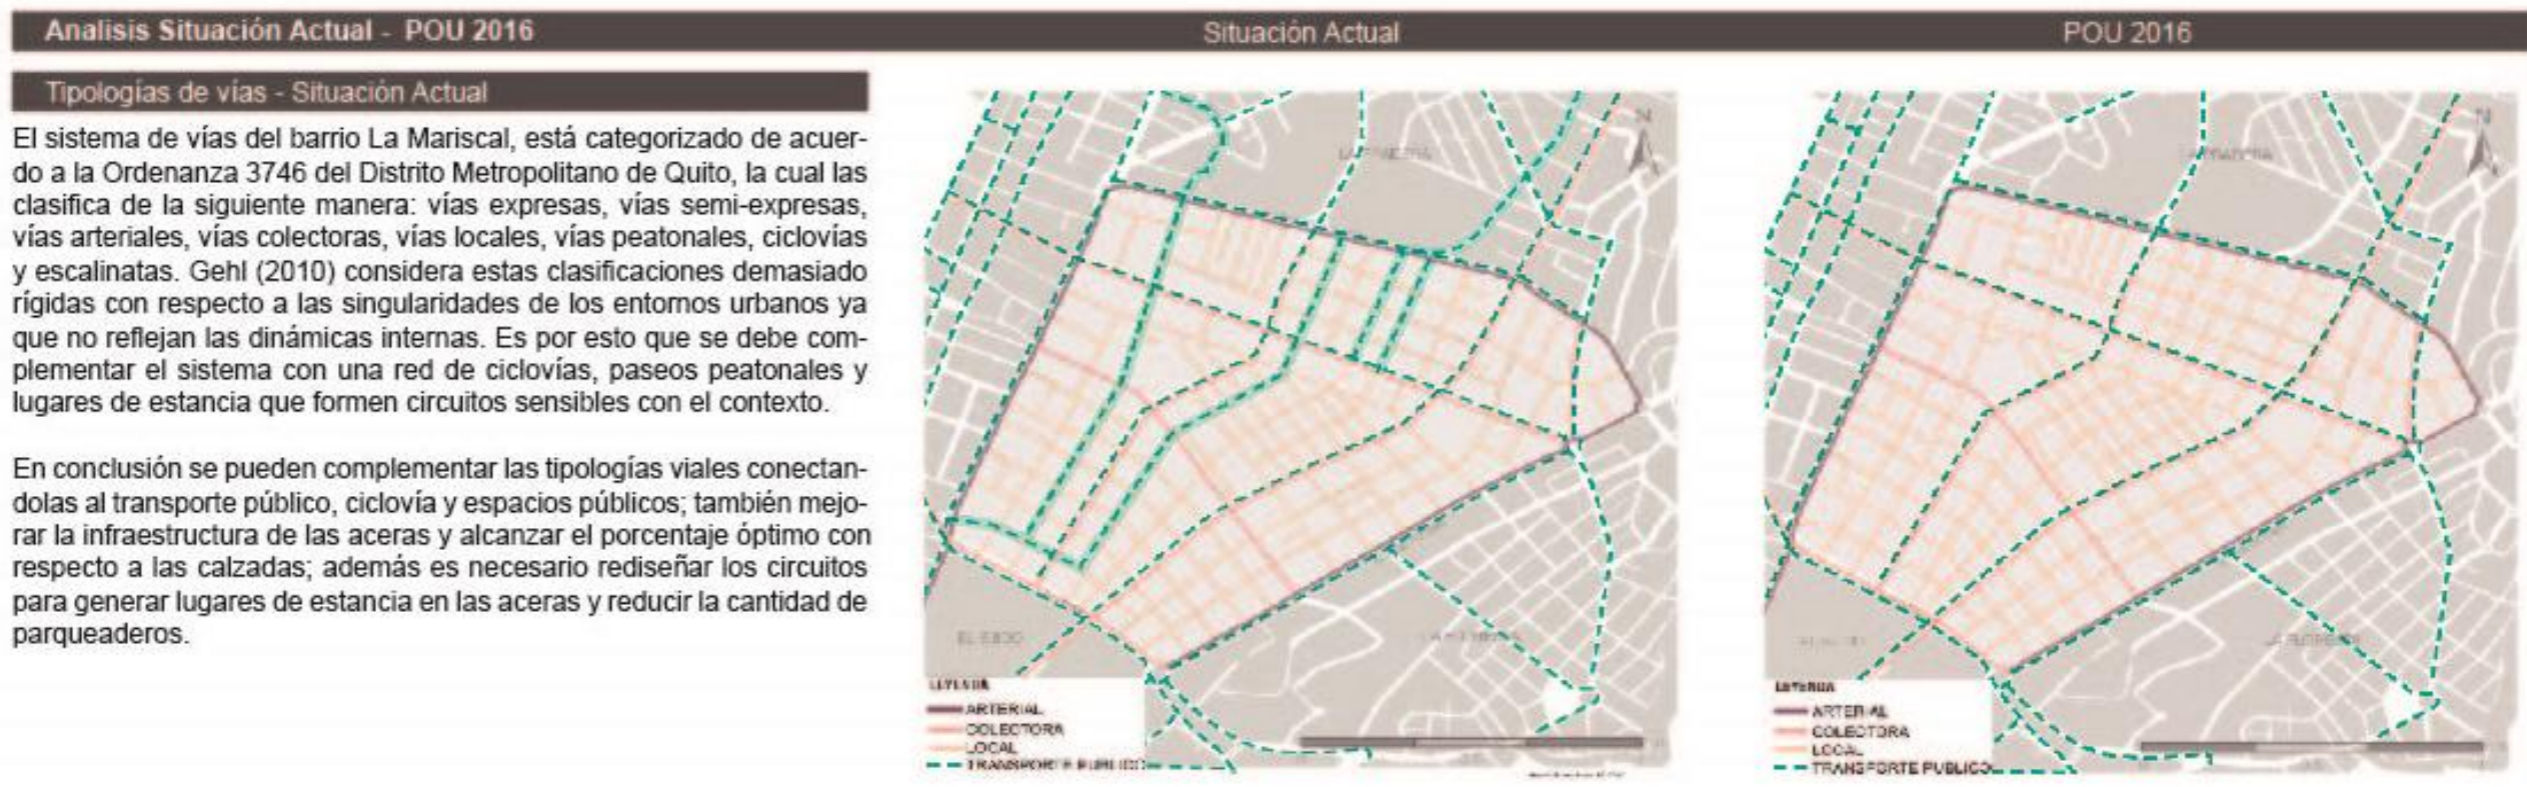 Analisis Situación Actual - POU 2016
Situación Actual
POU 2016
Tipologías de vías - Situación Actual
El sistema de vías del barrio La Mariscal, está categorizado de acuer-
do a la Ordenanza 3746 del Distrito Metropolitano de Quito, la cual las
clasifica de la siguiente manera: vías expresas, vías semi-expresas,
vías arteriales, vías colectoras, vías locales, vías peatonales, ciclovías
y escalinatas. Gehl (2010) considera estas clasificaciones demasiado
rígidas con respecto a las singularidades de los entornos urbanos ya
que no reflejan las dinámicas internas. Es por esto que se debe com-
plementar el sistema con una red de ciclovías, paseos peatonales y
lugares de estancia que formen circuitos sensibles con el contexto.
En conclusión se pueden complementar las tipologías viales conectan-
dolas al transporte público, ciclovía y espacios públicos; también mejo-
rar la infraestructura de las aceras y alcanzar el porcentaje óptimo con
respecto a las calzadas; además es necesario rediseñar los circuitos
para generar lugares de estancia en las aceras y reducir la cantidad de
parqueaderos.
N
EL EJIDO
LEYENDA
ARTERIAL
COLECTORA
LOCAL
TRANSPORTE PUBLICO
N
LA FLORESTA
LEYENDA
ARTERIAL
COLECTORA
LOCAL
TRANSPORTE PUBLICO